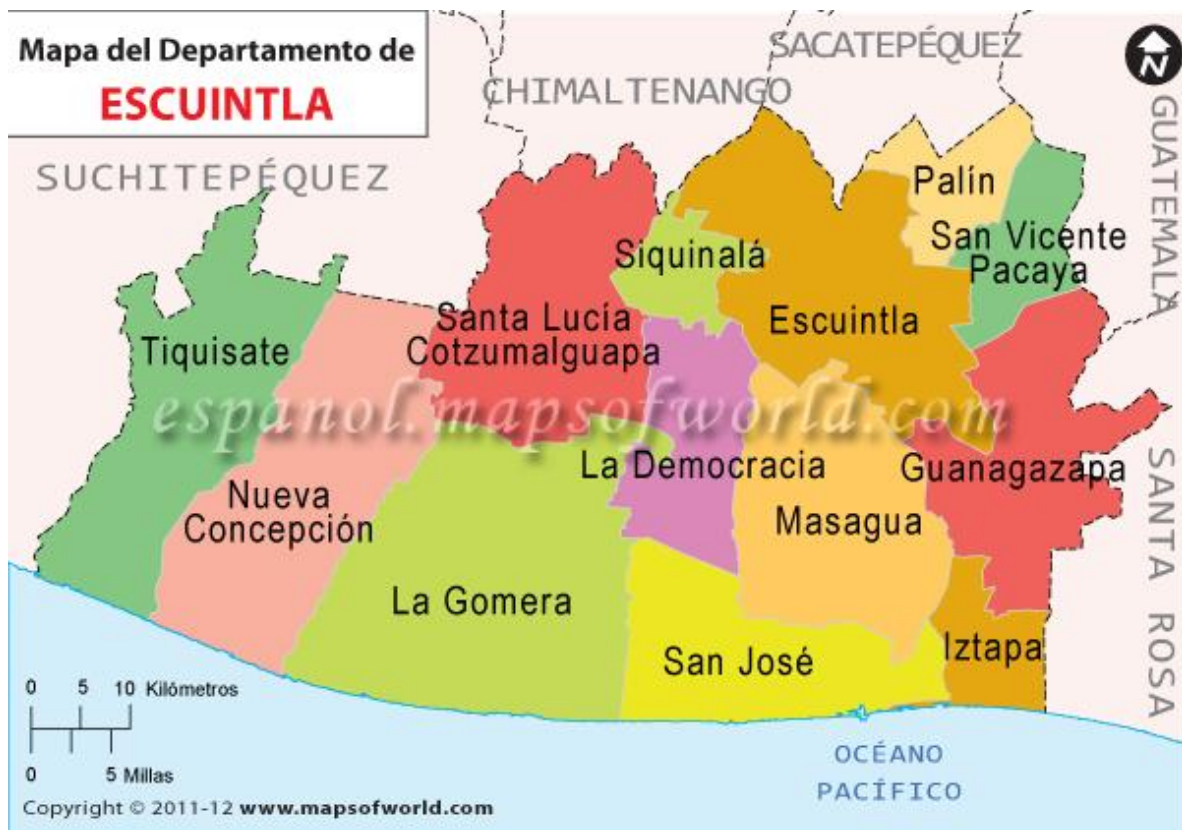 Mapa del Departamento de
ESCUINTLA
SACATEPÉQUEZ
N
CHIMALTENANGO
GUATEMALA
SUCHITEPÉQUEZ
Palín
San Vicente
Pacaya
Siquinalá
Escuintla
Santa Lucía
Cotzumalguapa
Tiquisate
espanol.mapsofworld.com
La Democracia
Guanagazapa
SANTA ROSA
Nueva
Concepción
Masagua
La Gomera
San José
Iztapa
0 5 10 Kilómetros
0 5 Millas
OCÉANO
PACÍFICO
Copyright © 2011-12 www.mapsofworld.com